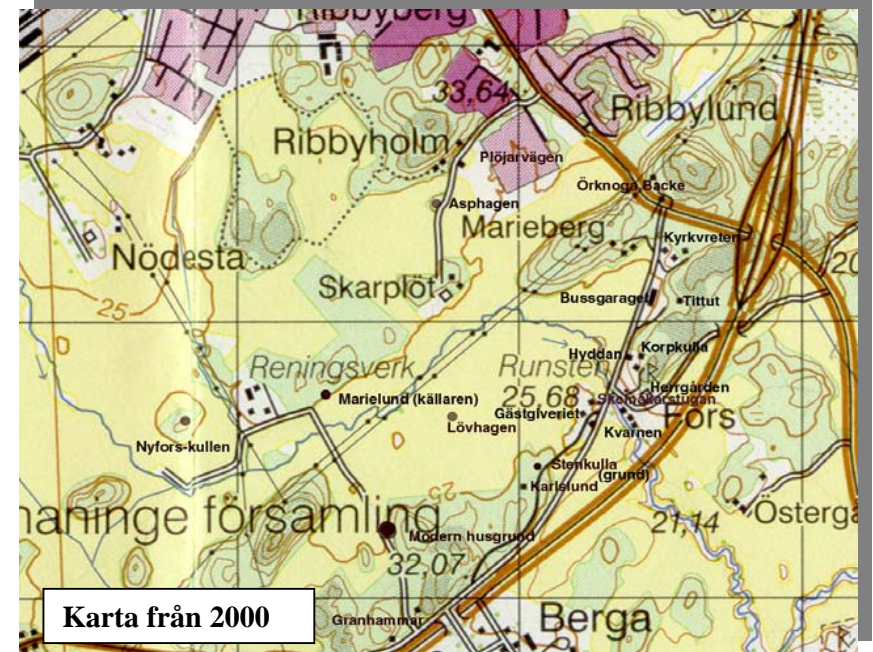 Ribbyberg
33,64
Ribbylund
Ribbyholm
Plöjarvägen
Örknoga Backe
Asphagen
Marieberg
Kyrkvreten
Nödesta
20
Skarplöt
Bussgaraget
Tittut
25
Hyddan
Korpkulla
Reningsverk
Runsten
Herrgården
Marielund (källaren)
25,68
Skomakarstugan
Gästgiveriet
Fors
Lövhagen
Kvarnen
Nyfors-kullen
Stenkulla
(grund)
25
Karlslund
haninge församling
21,14
Östergå
Modern husgrund
32,07
Karta från 2000
Granhammar
Berga